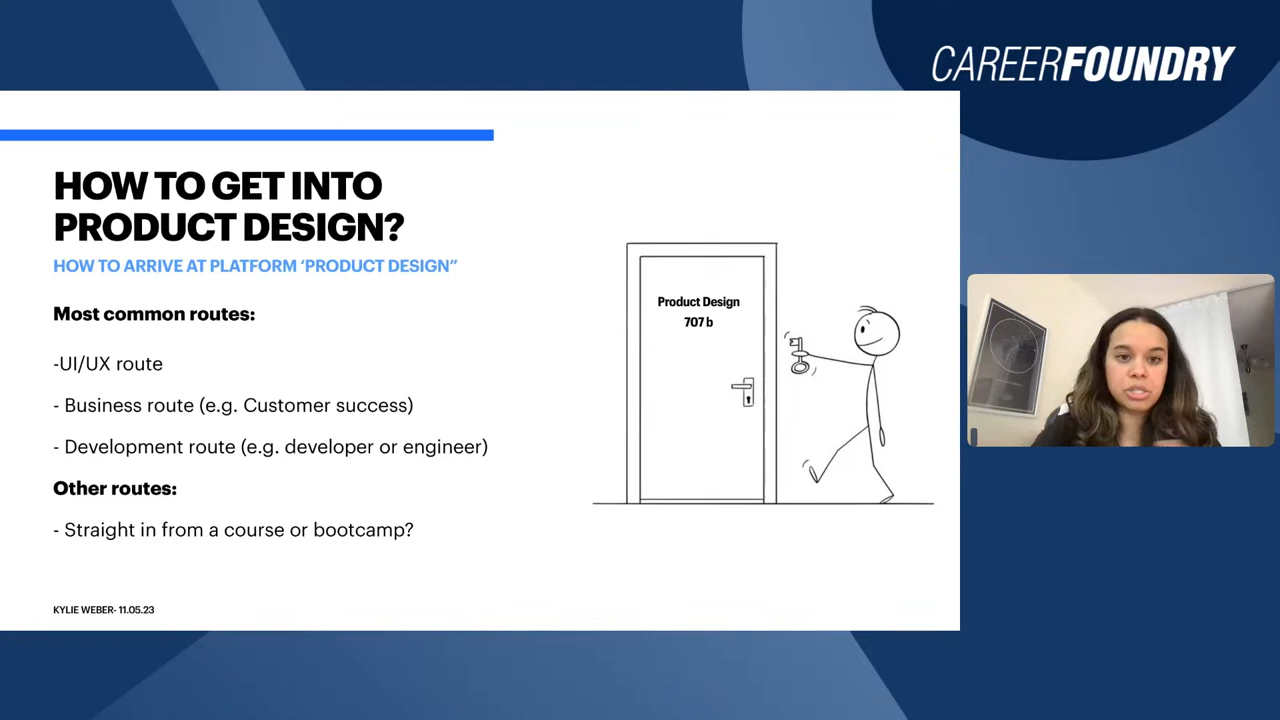 CAREERFOUNDRY
HOW TO GET INTO
PRODUCT DESIGN?
HOW TO ARRIVE AT PLATFORM ‘PRODUCT DESIGN”
Most common routes:
-UI/UX route
- Business route (e.g. Customer success)
- Development route (e.g. developer or engineer)
Other routes:
- Straight in from a course or bootcamp?
KYLIE WEBER- 11.05.23
Product Design
707 b